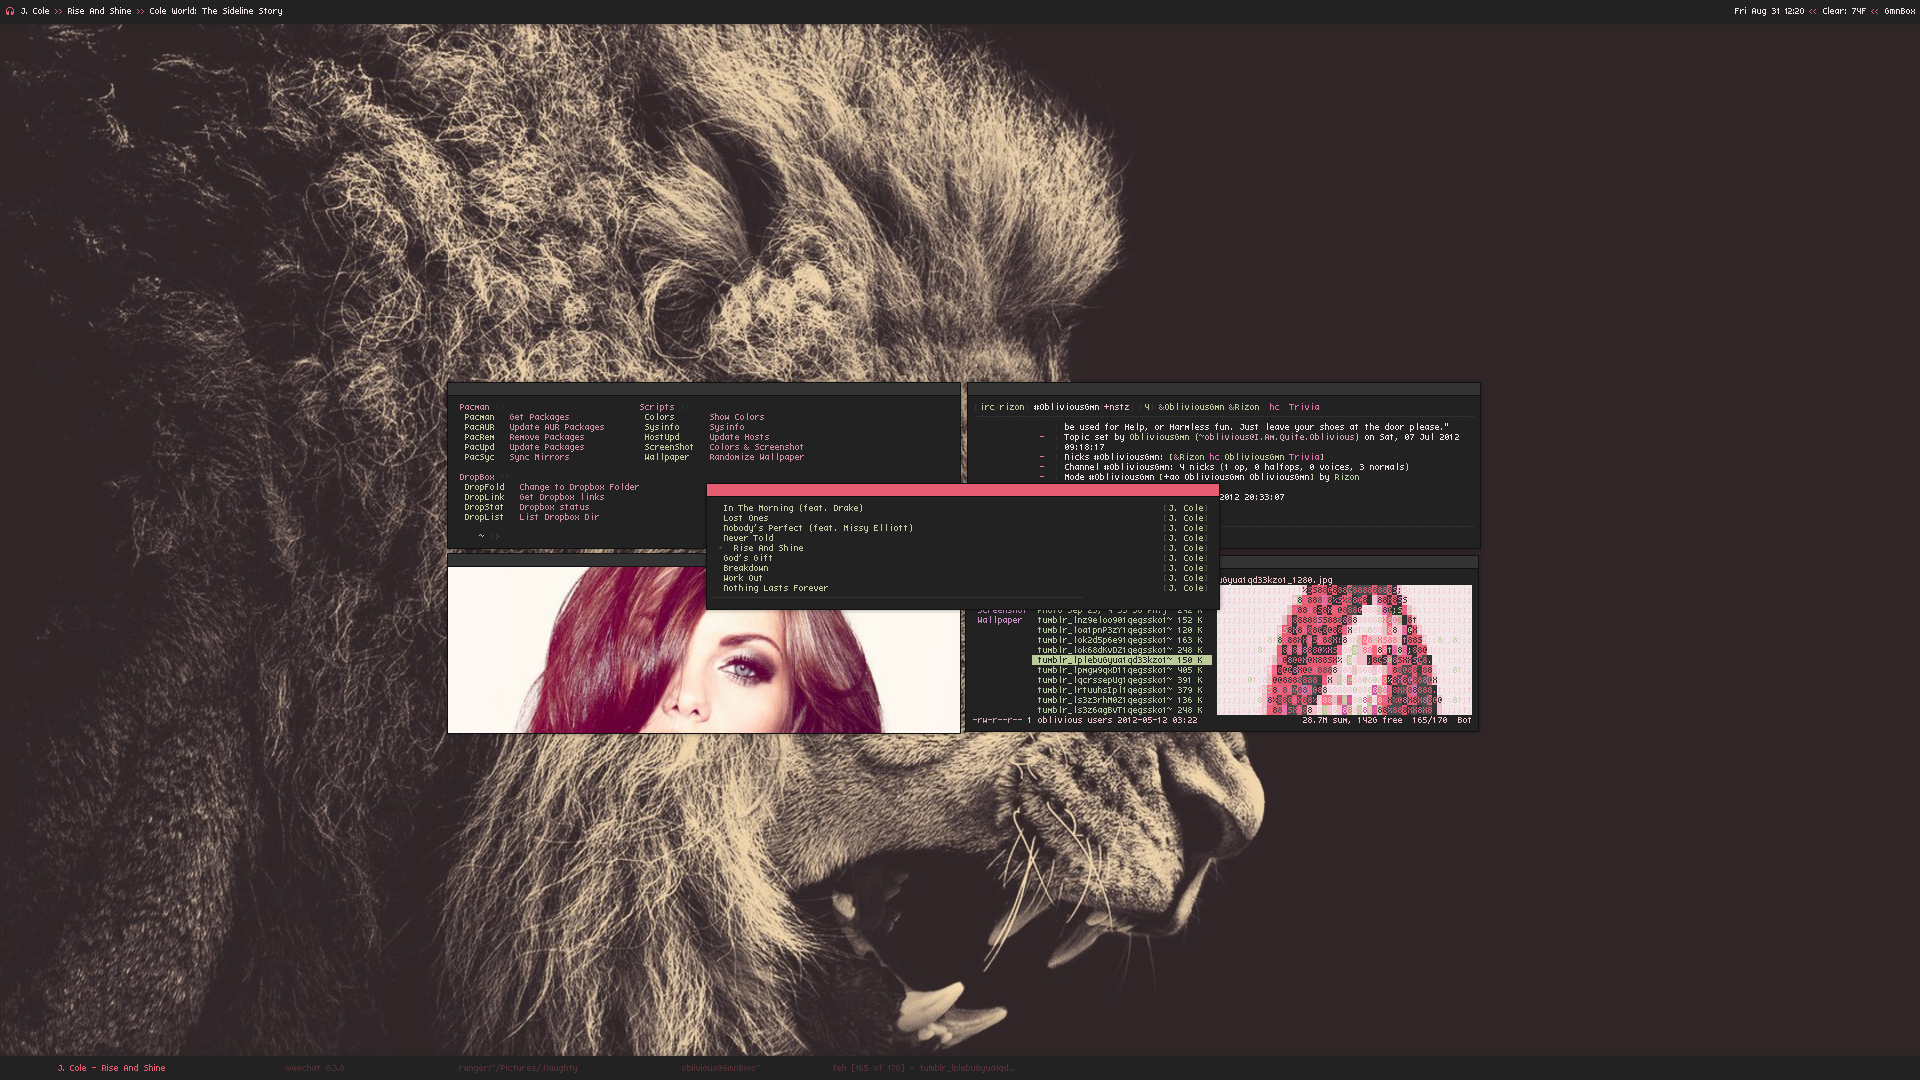 J. Cole >> Rise And Shine >> Cole World: The Sideline Story
Fri Aug 31 12:20 << Clear: 74F << GmnBox
Pacman
Pacman Get Packages
PacAUR Update AUR Packages
PacRem Remove Packages
PacUpd Update Packages
PacSyc Sync Mirrors
Scripts
Colors Show Colors
Sysinfo Sysinfo
HostUpd Update Hosts
ScreenShot Colors & Screenshot
Wallpaper Randomize Wallpaper
DropBox
DropFold Change to Dropbox Folder
DropLink Get Dropbox links
DropStat Dropbox status
DropList List Dropbox Dir
~
irc/rizon #ObliviousGmn +nstz 4 &ObliviousGmn &Rizon hc Trivia
be used for Help, or Harmless fun. Just leave your shoes at the door please."
- Topic set by ObliviousGmn (~oblivious@I.Am.Quite.Oblivious) on Sat, 07 Jul 2012
09:18:17
- Nicks #ObliviousGmn: [&Rizon hc ObliviousGmn Trivia]
- Channel #ObliviousGmn: 4 nicks (1 op, 0 halfops, 0 voices, 3 normals)
- Mode #ObliviousGmn [+ao ObliviousGmn ObliviousGmn] by Rizon
2012 20:33:07
In The Morning (feat. Drake) [J. Cole]
Lost Ones [J. Cole]
Nobody's Perfect (feat. Missy Elliott) [J. Cole]
Never Told [J. Cole]
Rise And Shine [J. Cole]
God's Gift [J. Cole]
Breakdown [J. Cole]
Work Out [J. Cole]
Nothing Lasts Forever [J. Cole]
Wallpaper
tumblr_lnz9eloo901qegssko1~ 152 K
tumblr_loa1pnP3zY1qegssko1~ 120 K
tumblr_lok2d5p6e91qegssko1~ 163 K
tumblr_lok68dKvDZ1qegssko1~ 248 K
tumblr_lplebu0yua1qd33kzo1~ 150 K
tumblr_lpmgw9qxD11qegssko1~ 405 K
tumblr_lqcrssepUg1qegssko1~ 391 K
tumblr_lrtuuhsIpl1qegssko1~ 379 K
tumblr_ls3z3rhM0Z1qegssko1~ 136 K
tumblr_ls3z6agBvT1qegssko1~ 248 K
-rw-r--r-- 1 oblivious users 2012-05-12 03:22
28.7M sum, 142G free 165/170 Bot
J. Cole - Rise And Shine
weechat 0.3.8
ranger:~/Pictures/.Naughty
feh [165 of 170] - tumblr_lplebu0yua1qd...